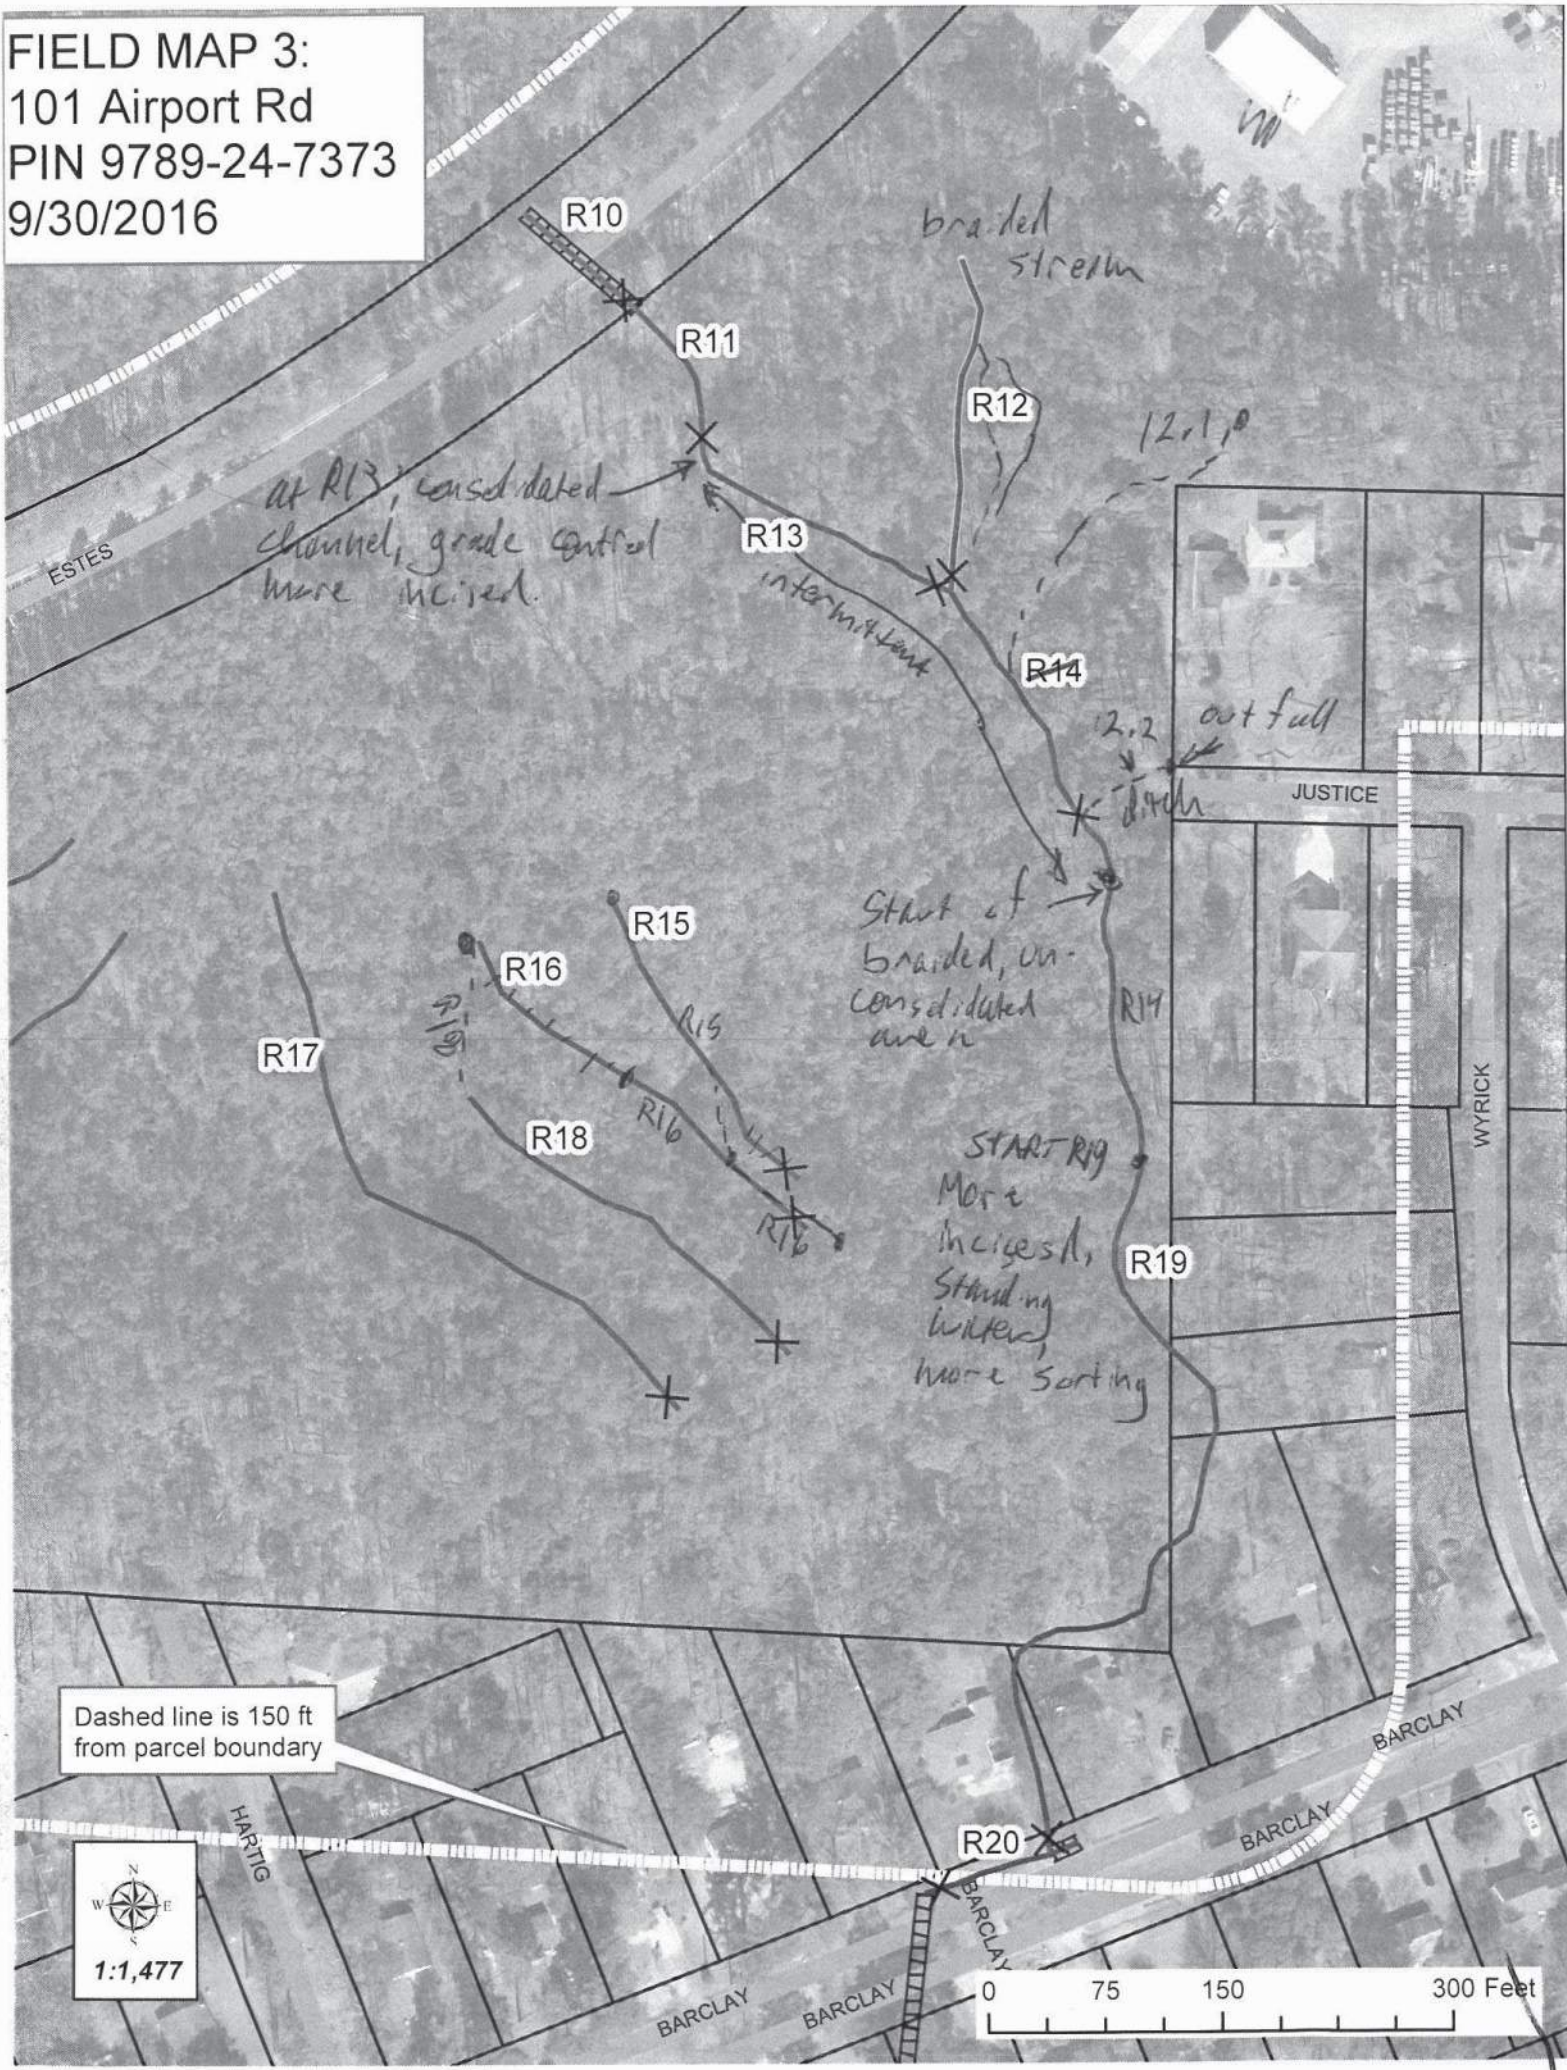 FIELD MAP 3:
101 Airport Rd
PIN 9789-24-7373
9/30/2016
R10
braided
stream
R11
R12
12.1
at R13, consolidated
channel, grade control
more incised.
R13
ESTES
intermittent
R14
12.2
outfall
ditch
JUSTICE
Start of
braided, un-
consolidated
area
R15
R16
R15
R14
R17
R16
R18
WYRICK
START R19
More
incised,
Standing
water,
more sorting
R16
R19
Dashed line is 150 ft
from parcel boundary
BARCLAY
HARTIG
R20
BARCLAY
BARCLAY
N
W
E
S
1:1,477
BARCLAY
BARCLAY
0 75 150 300 Feet